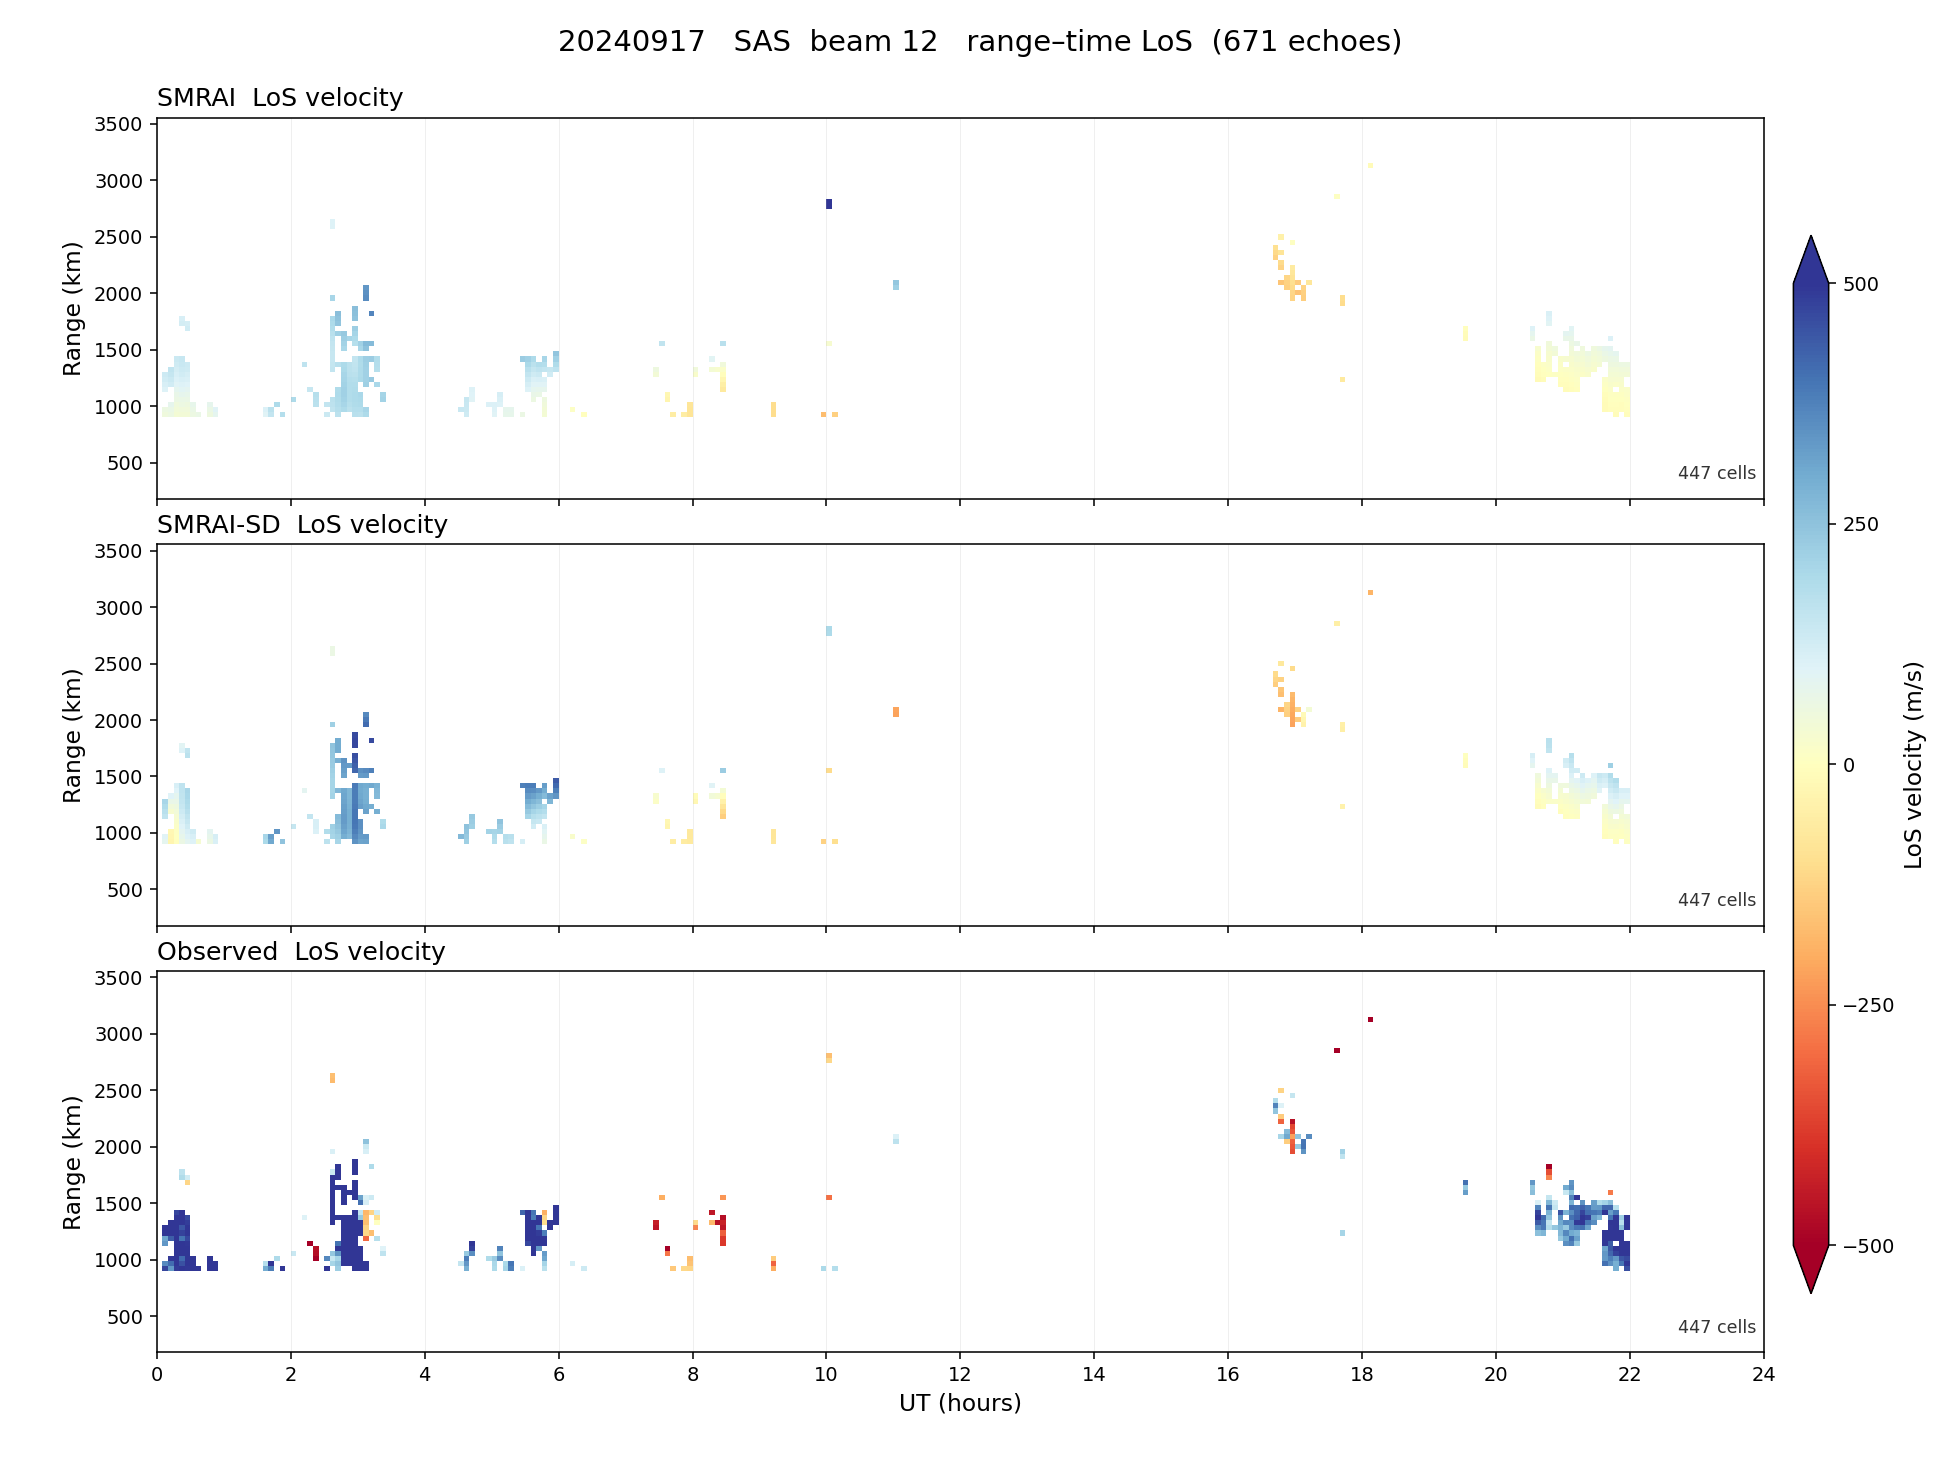 20240917   SAS  beam 12   range–time LoS  (671 echoes)
SMRAI  LoS velocity
3500
3000
2500
2000
1500
1000
500
Range (km)
447 cells
SMRAI-SD  LoS velocity
3500
3000
2500
2000
1500
1000
500
Range (km)
447 cells
Observed  LoS velocity
3500
3000
2500
2000
1500
1000
500
Range (km)
447 cells
0 2 4 6 8 10 12 14 16 18 20 22 24
UT (hours)
500
250
0
−250
−500
LoS velocity (m/s)